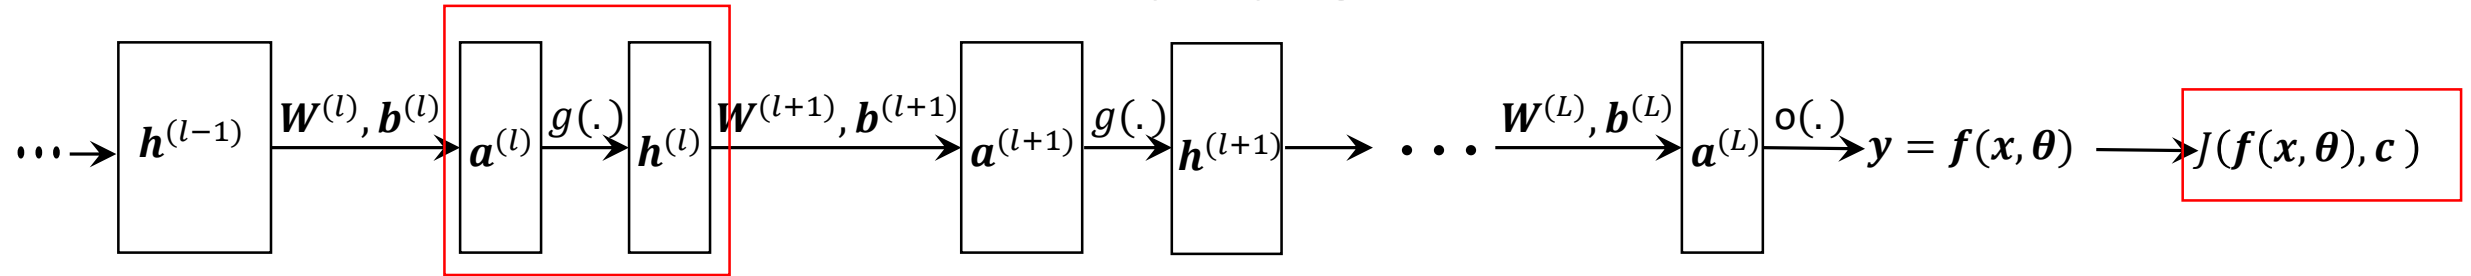 ... h^(l−1) W^(l), b^(l) a^(l) g(.) h^(l) W^(l+1), b^(l+1) a^(l+1) g(.) h^(l+1) ... W^(L), b^(L) a^(L) o(.) y = f(x, θ) J(f(x, θ), c )